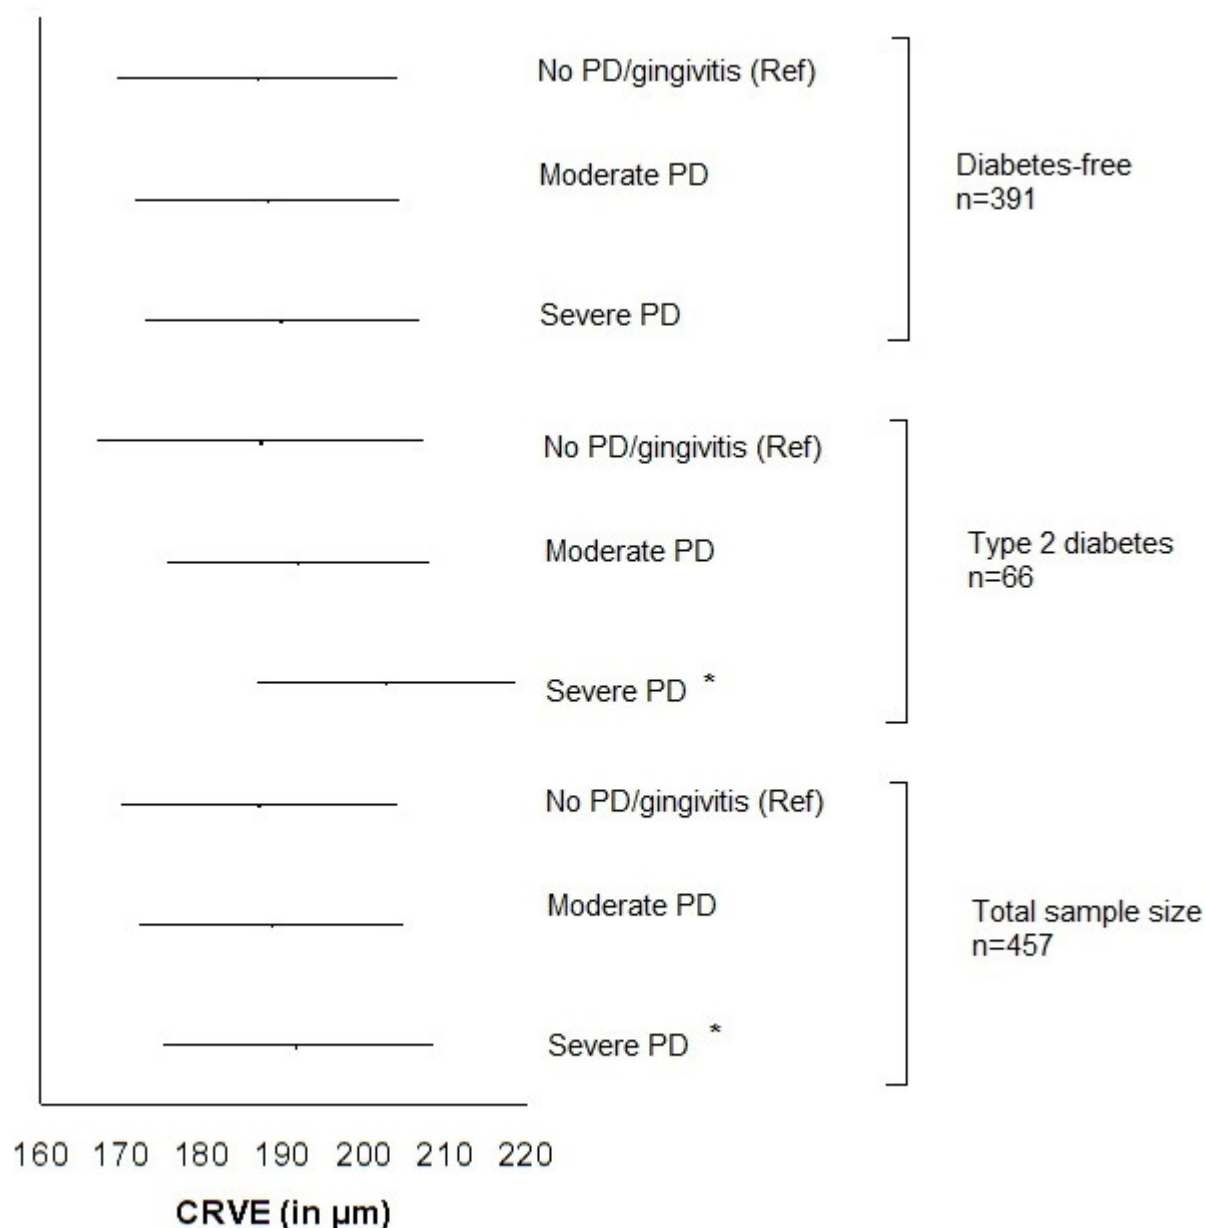 No PD/gingivitis (Ref)
Moderate PD
Severe PD
Diabetes-free
n=391
No PD/gingivitis (Ref)
Moderate PD
Severe PD *
Type 2 diabetes
n=66
No PD/gingivitis (Ref)
Moderate PD
Severe PD *
Total sample size
n=457
160 170 180 190 200 210 220
CRVE (in µm)